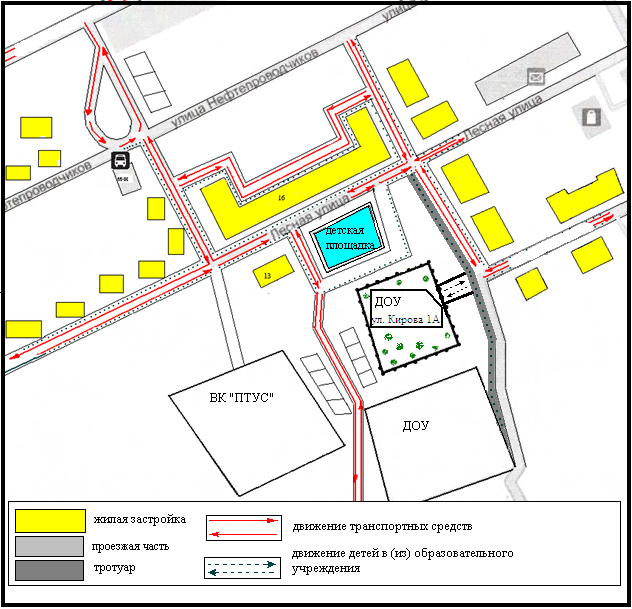 улица
улица Нефтепроводчиков
Лесная улица
Нефтепроводчиков
16
Лесная улица
детская
площадка
13
ДОУ
ул. Кирова 1А
ВК "ПТУС"
ДОУ
жилая застройка
проезжая часть
тротуар
движение транспортных средств
движение детей в (из) образовательного
учреждения